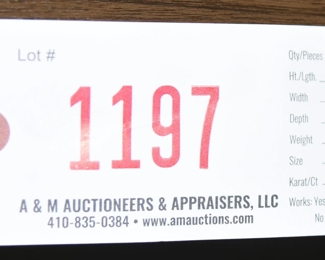 Lot #
1197
A & M AUCTIONEERS & APPRAISERS, LLC
410-835-0384 • www.amauctions.com
Qty/Pieces
Ht./Lgth.
Width
Depth
Weight
Size
Karat/Ct
Works: Yes
No